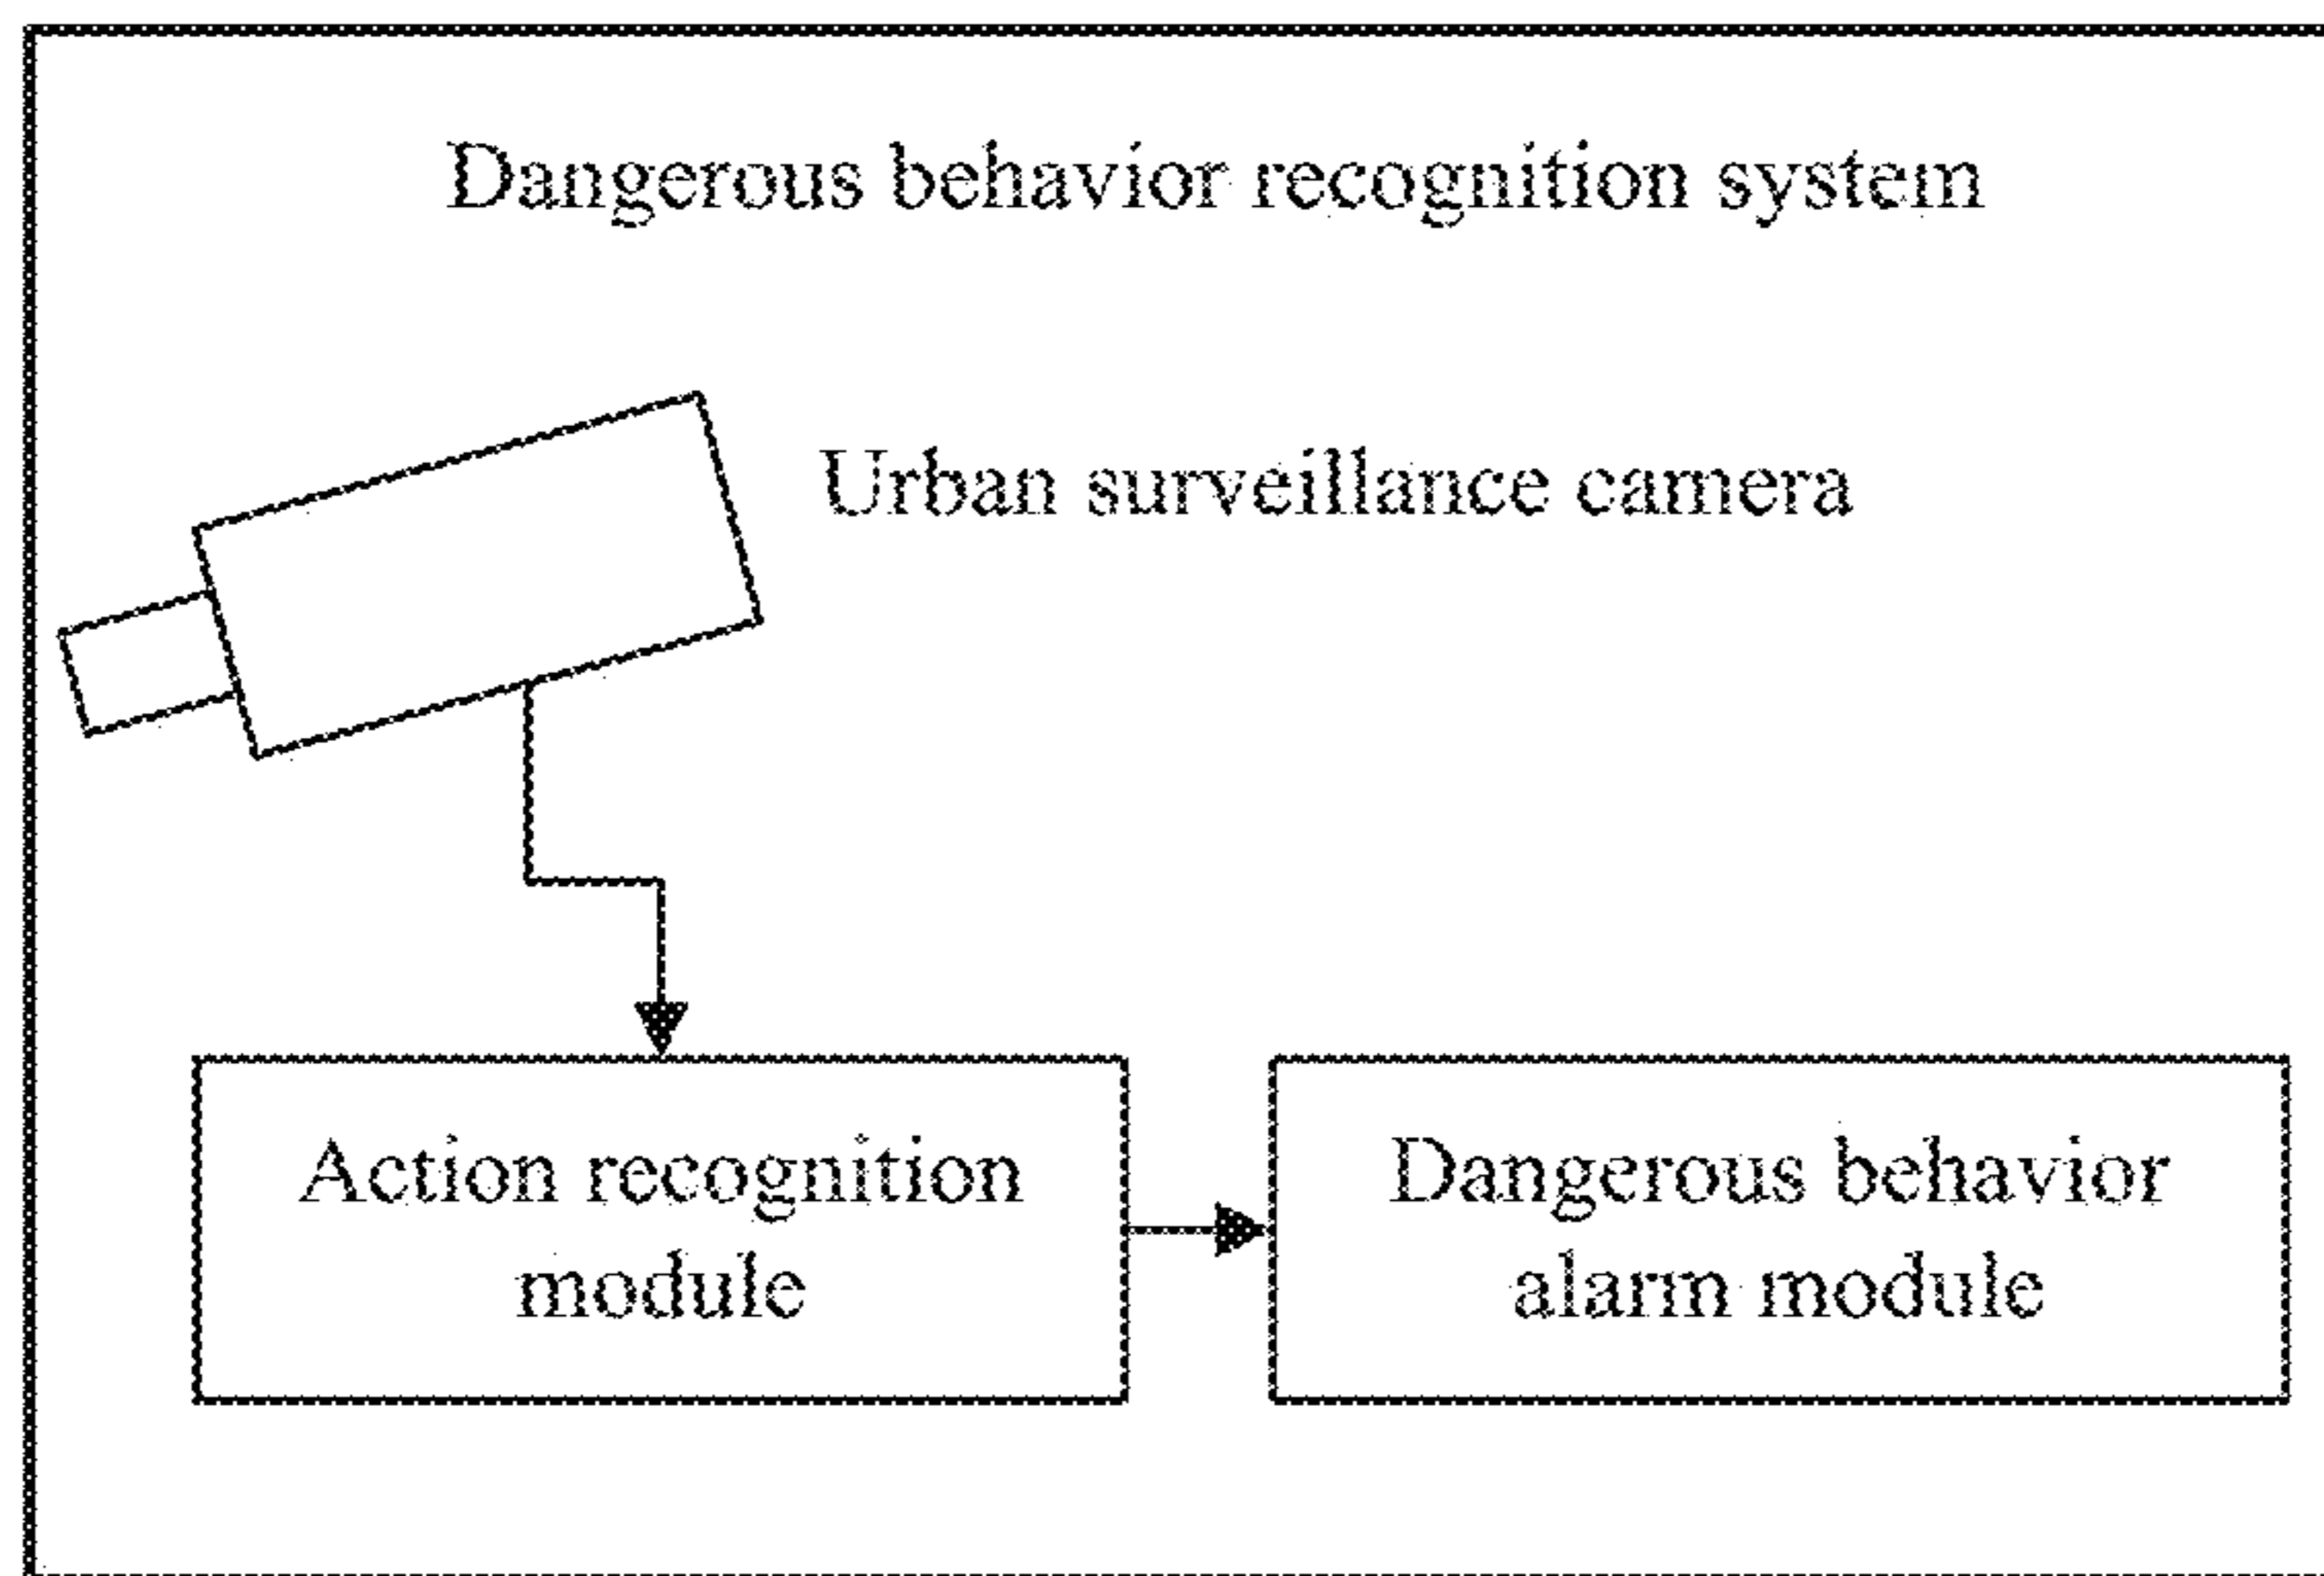 Dangerous behavior recognition system
Urban surveillance camera
Action recognition
module
Dangerous behavior
alarm module